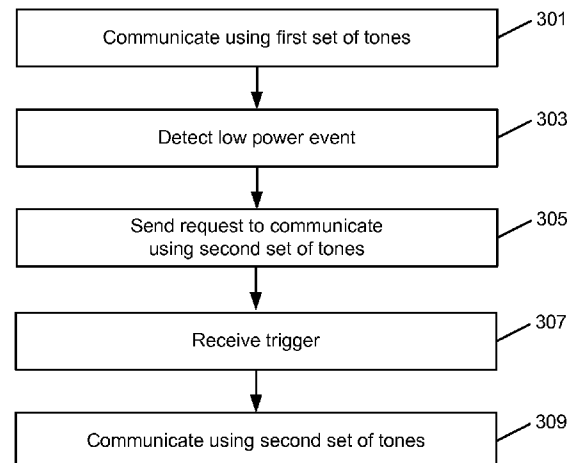 Communicate using first set of tones
301
Detect low power event
303
Send request to communicate
using second set of tones
305
Receive trigger
307
Communicate using second set of tones
309